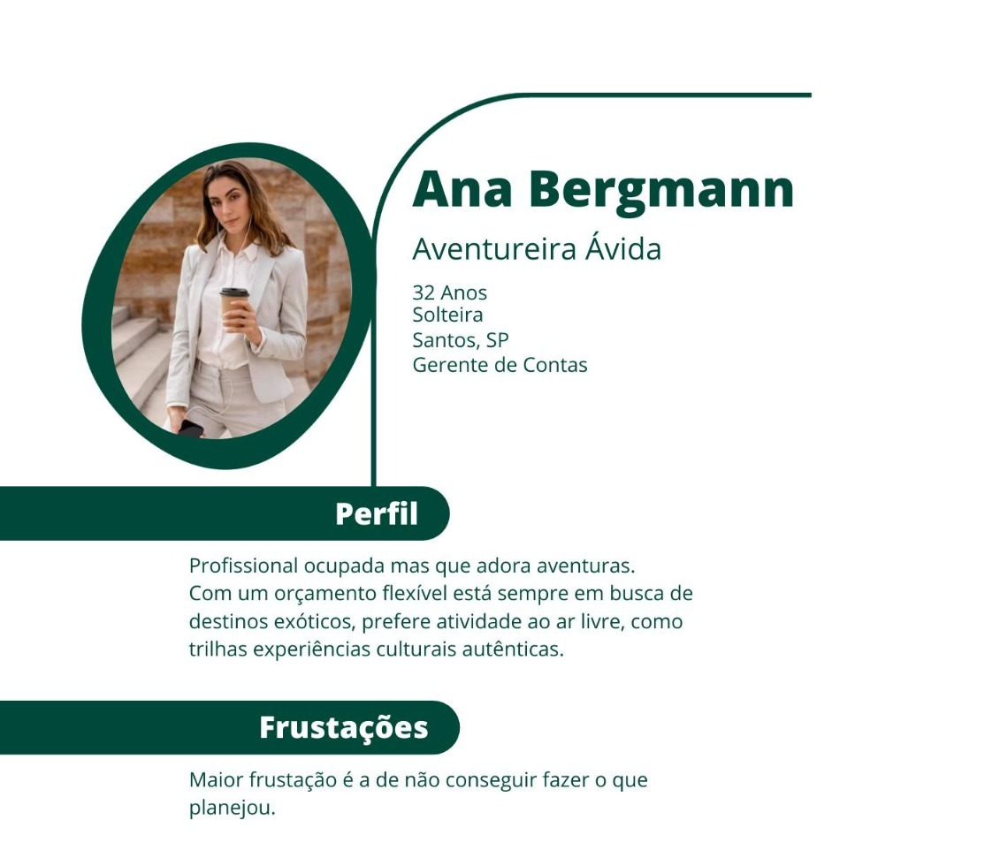 Ana Bergmann
Aventureira Ávida
32 Anos
Solteira
Santos, SP
Gerente de Contas
Perfil
Profissional ocupada mas que adora aventuras.
Com um orçamento flexível está sempre em busca de
destinos exóticos, prefere atividade ao ar livre, como
trilhas experiências culturais autênticas.
Frustações
Maior frustação é a de não conseguir fazer o que
planejou.